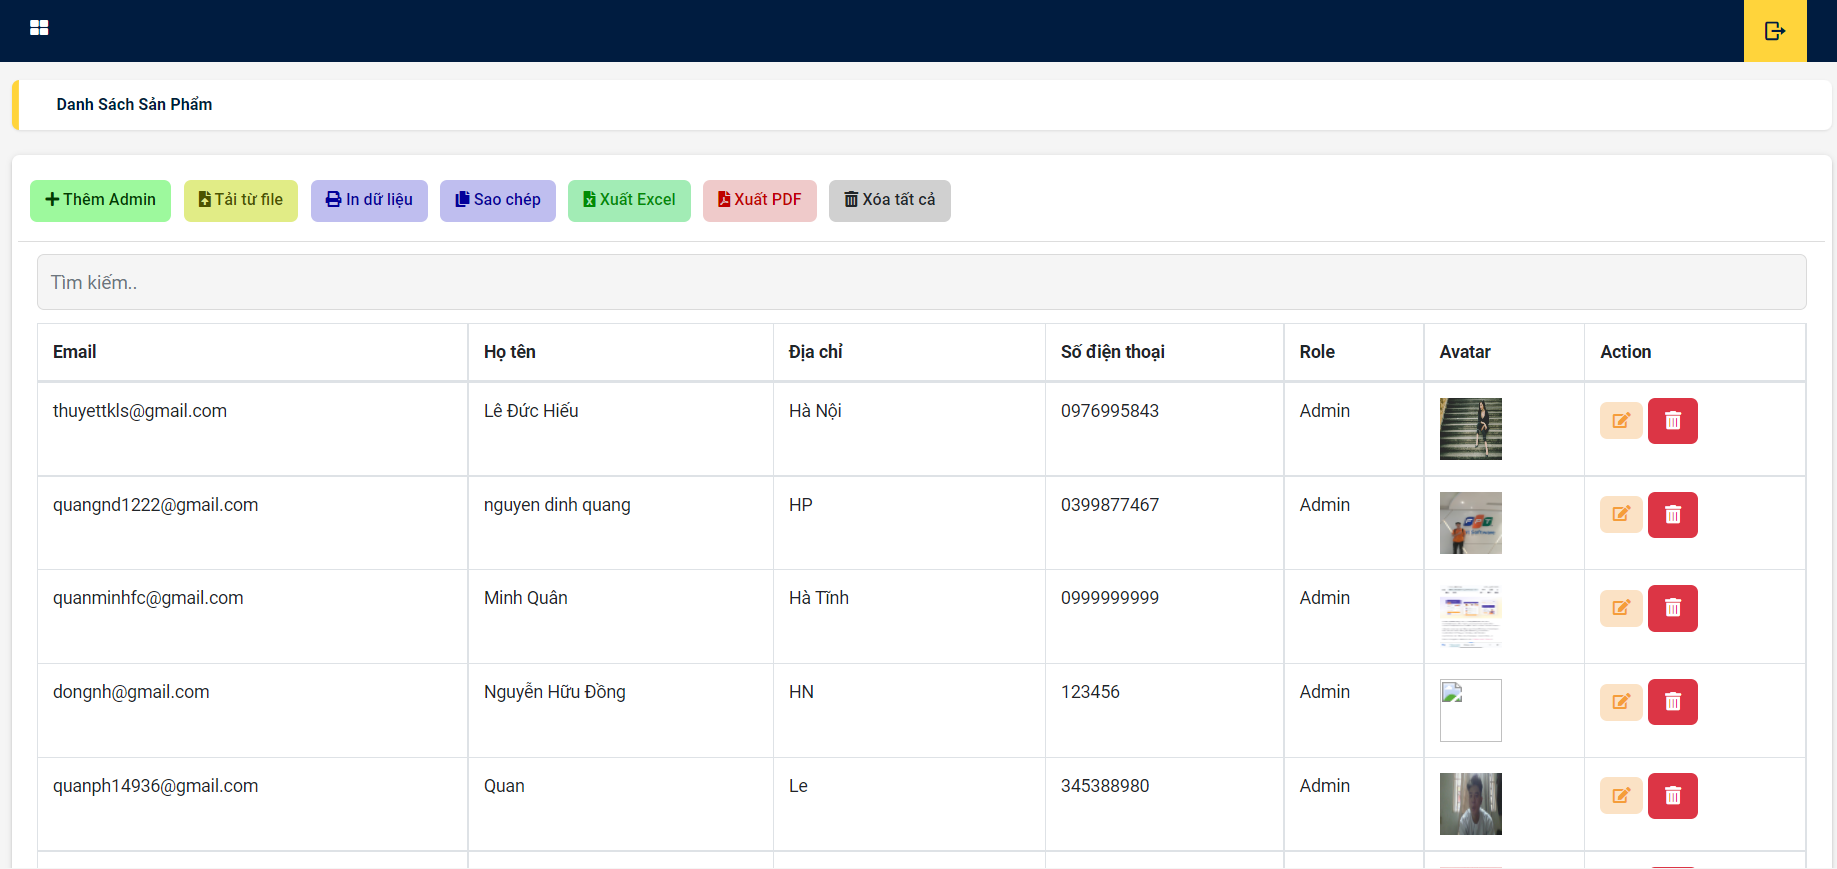 Danh Sách Sản Phẩm
Thêm Admin Tải từ file In dữ liệu Sao chép Xuất Excel Xuất PDF Xóa tất cả
Tìm kiếm..
Email Họ tên Địa chỉ Số điện thoại Role Avatar Action
thuyettkls@gmail.com Lê Đức Hiếu Hà Nội 0976995843 Admin
quangnd1222@gmail.com nguyen dinh quang HP 0399877467 Admin
FPT
Software
quanminhfc@gmail.com Minh Quân Hà Tĩnh 0999999999 Admin
dongnh@gmail.com Nguyễn Hữu Đồng HN 123456 Admin
quanph14936@gmail.com Quan Le 345388980 Admin